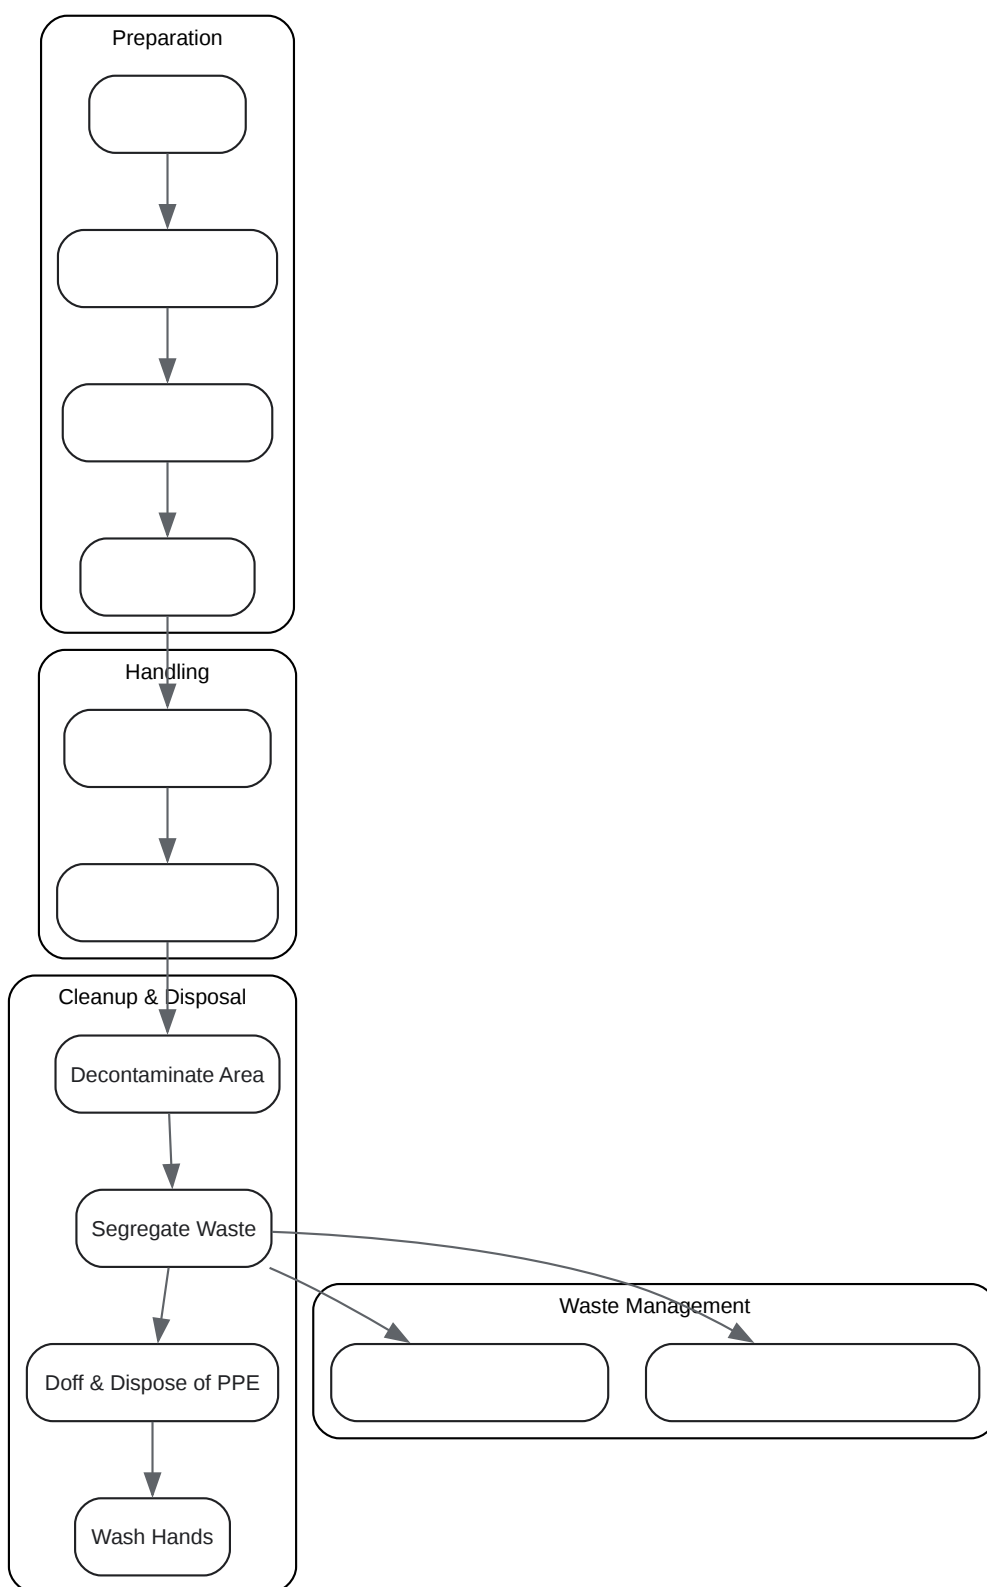 Preparation
Handling
Cleanup & Disposal
Decontaminate Area
Segregate Waste
Waste Management
Doff & Dispose of PPE
Wash Hands